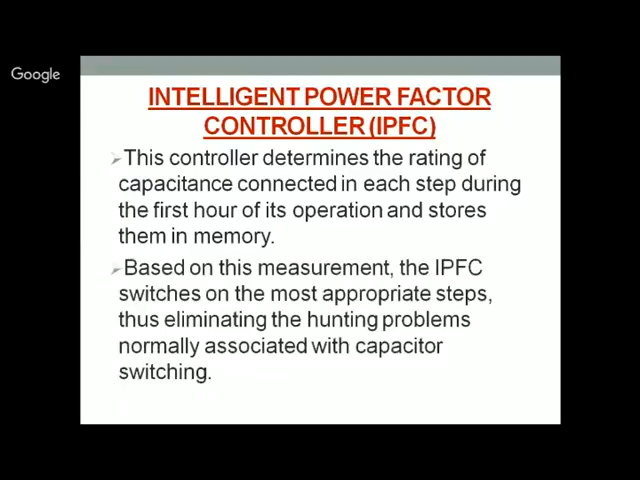 Google
INTELLIGENT POWER FACTOR
CONTROLLER (IPFC)
➢This controller determines the rating of
capacitance connected in each step during
the first hour of its operation and stores
them in memory.
➢Based on this measurement, the IPFC
switches on the most appropriate steps,
thus eliminating the hunting problems
normally associated with capacitor
switching.